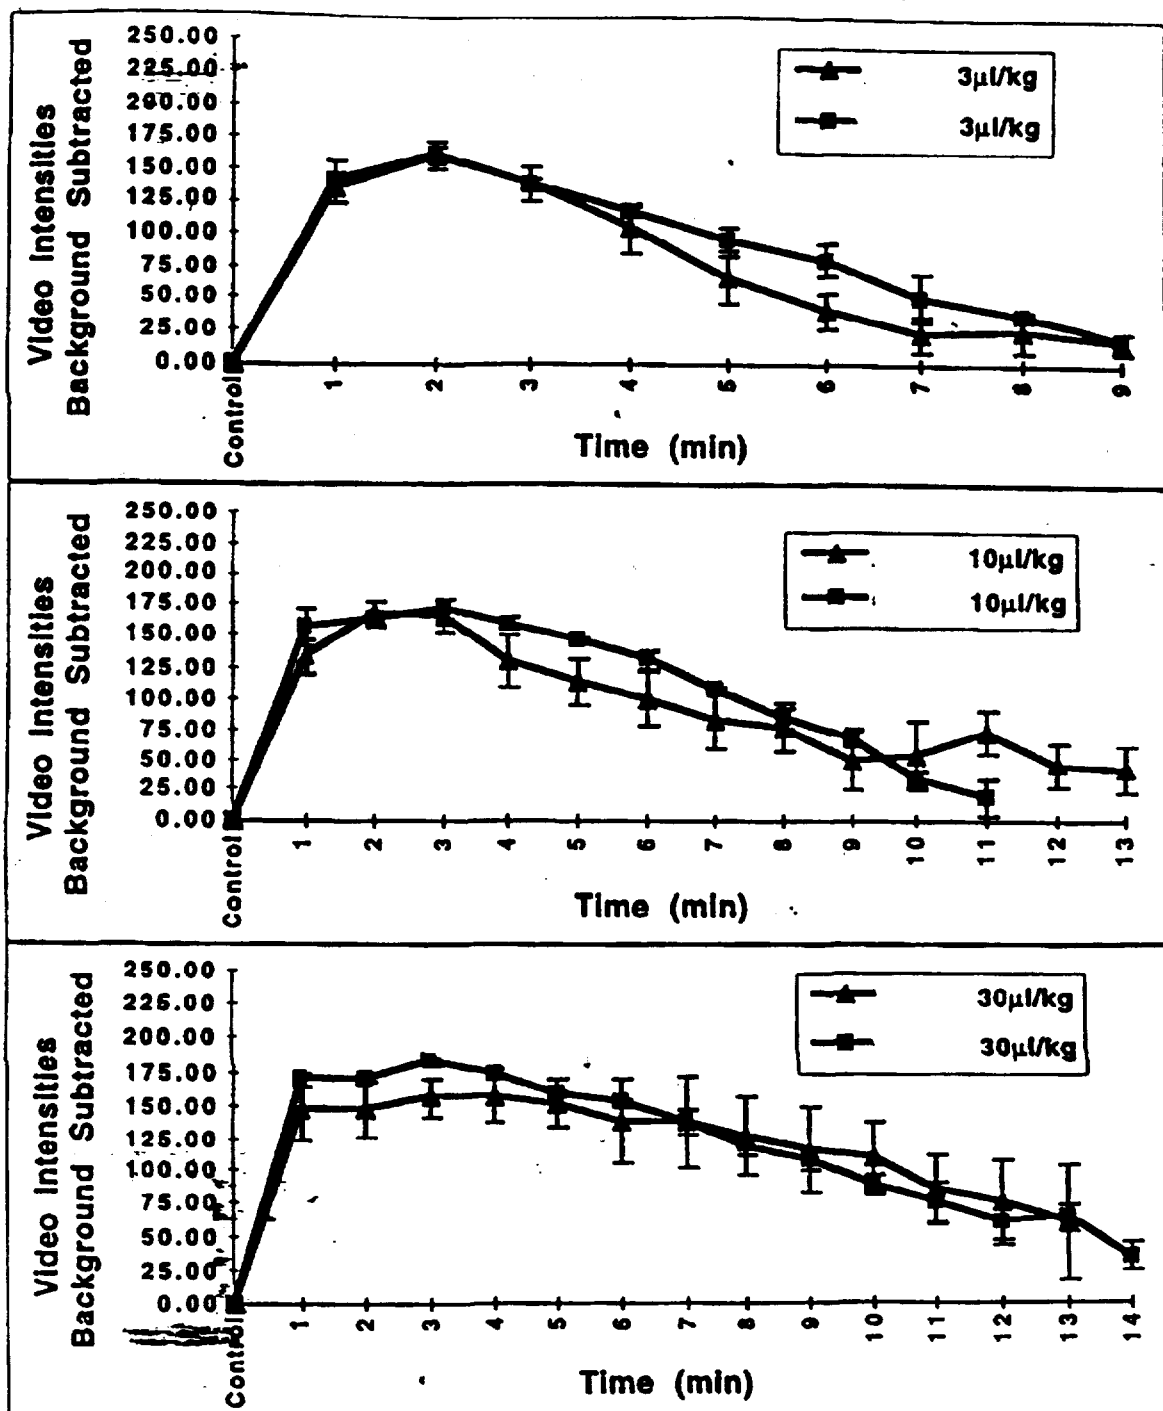 Video Intensities
Background Subtracted
250.00
225.00
200.00
175.00
150.00
125.00
100.00
75.00
50.00
25.00
0.00
3µl/kg
3µl/kg
Control 1 2 3 4 5 6 7 8 9
Time (min)
Video Intensities
Background Subtracted
250.00
225.00
200.00
175.00
150.00
125.00
100.00
75.00
50.00
25.00
0.00
10µl/kg
10µl/kg
Control 1 2 3 4 5 6 7 8 9 10 11 12 13
Time (min)
Video Intensities
Background Subtracted
250.00
225.00
200.00
175.00
150.00
125.00
100.00
75.00
50.00
25.00
0.00
30µl/kg
30µl/kg
Control 1 2 3 4 5 6 7 8 9 10 11 12 13 14
Time (min)